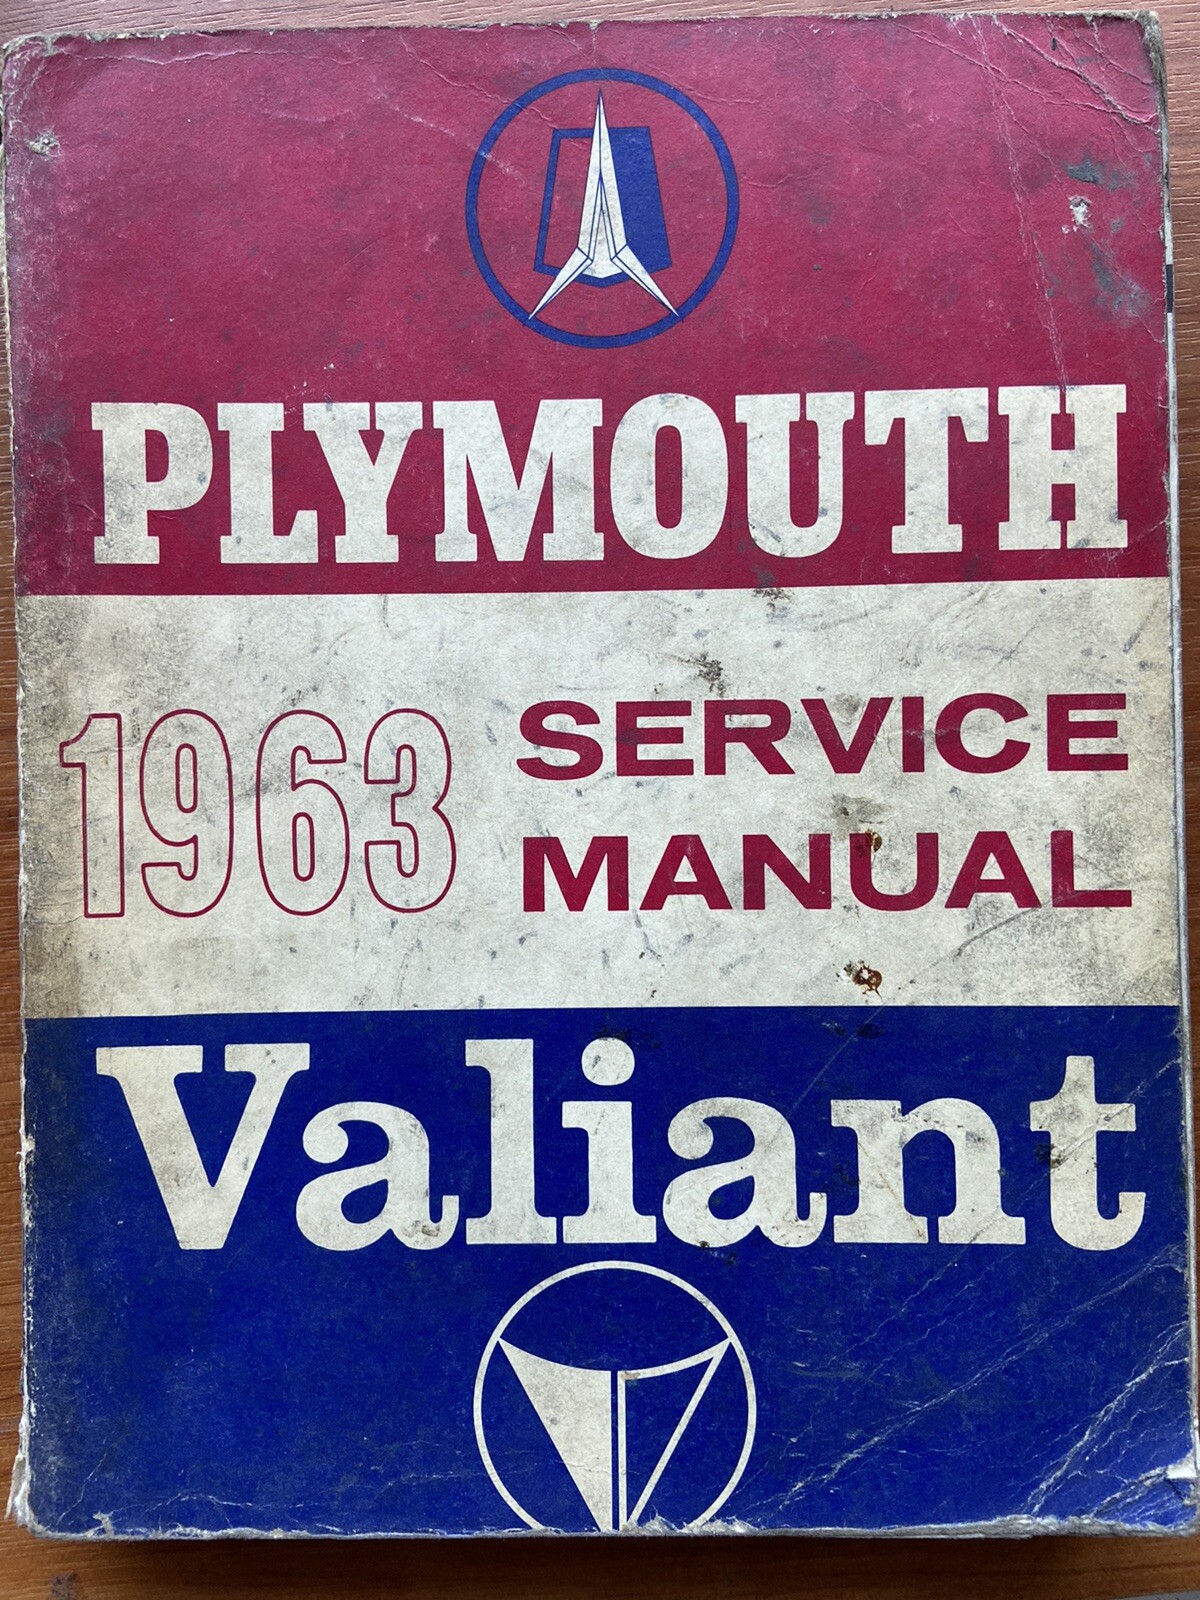 PLYMOUTH
1963 SERVICE
MANUAL
Valiant